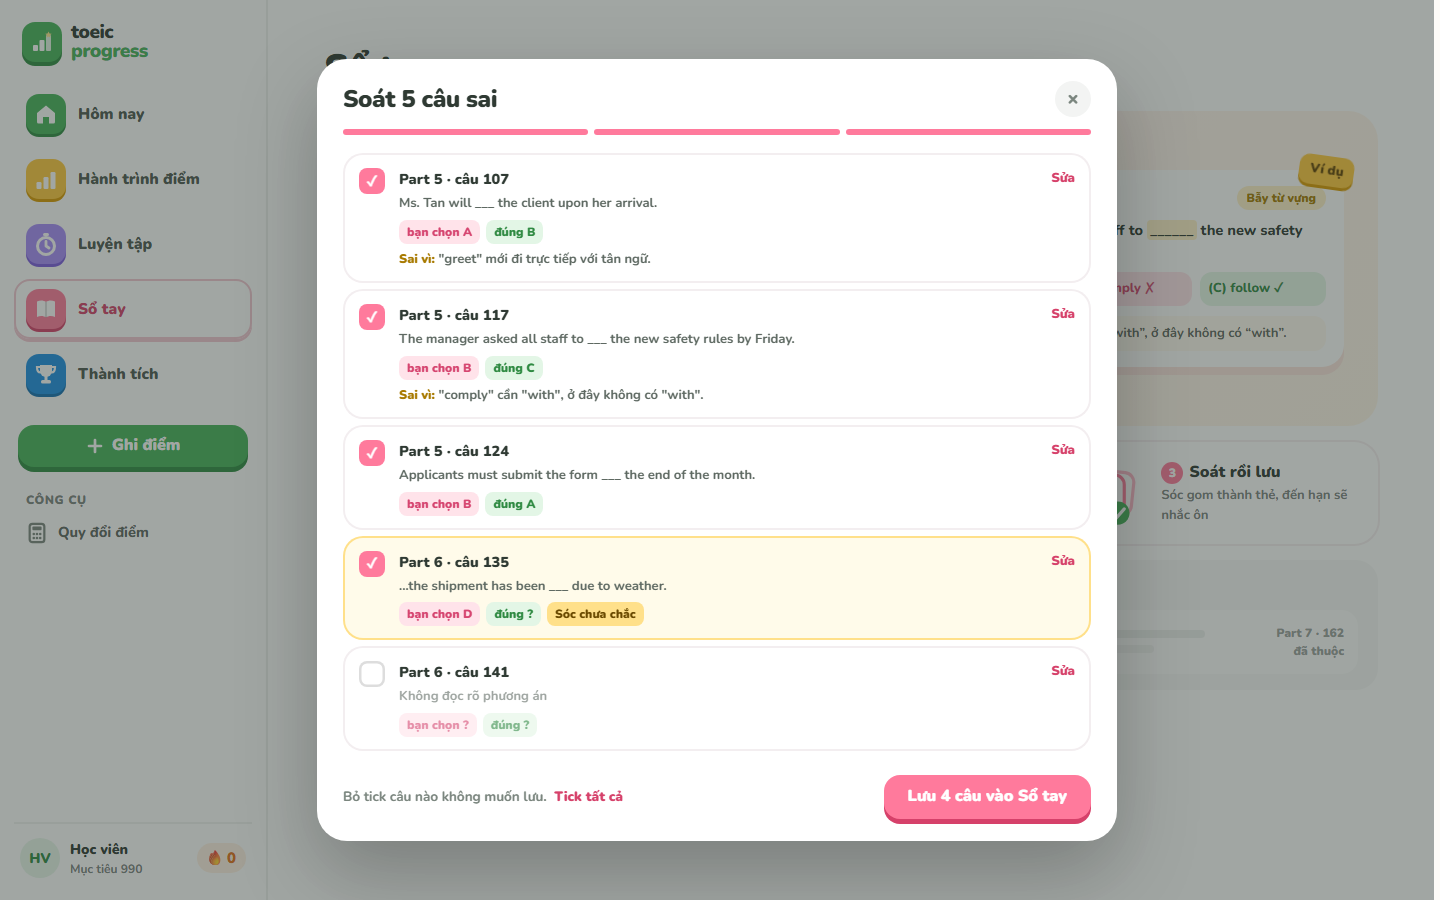 toeic
progress
Hôm nay
Hành trình điểm
Luyện tập
Sổ tay
Thành tích
+ Ghi điểm
CÔNG CỤ
Quy đổi điểm
HV
Học viên
Mục tiêu 990
0
Soát 5 câu sai
×
Part 5 · câu 107
Sửa
Ms. Tan will ___ the client upon her arrival.
bạn chọn A
đúng B
Sai vì: "greet" mới đi trực tiếp với tân ngữ.
Part 5 · câu 117
Sửa
The manager asked all staff to ___ the new safety rules by Friday.
bạn chọn B
đúng C
Sai vì: "comply" cần "with", ở đây không có "with".
Part 5 · câu 124
Sửa
Applicants must submit the form ___ the end of the month.
bạn chọn B
đúng A
Part 6 · câu 135
Sửa
...the shipment has been ___ due to weather.
bạn chọn D
đúng ?
Sóc chưa chắc
Part 6 · câu 141
Sửa
Không đọc rõ phương án
bạn chọn ?
đúng ?
Bỏ tick câu nào không muốn lưu. Tick tất cả
Lưu 4 câu vào Sổ tay
Ví dụ
Bẫy từ vựng
to ______ the new safety
✗
(C) follow ✓
ở đây không có “with”.
3
Soát rồi lưu
Sóc gom thành thẻ, đến hạn sẽ
nhắc ôn
Part 7 · 162
đã thuộc